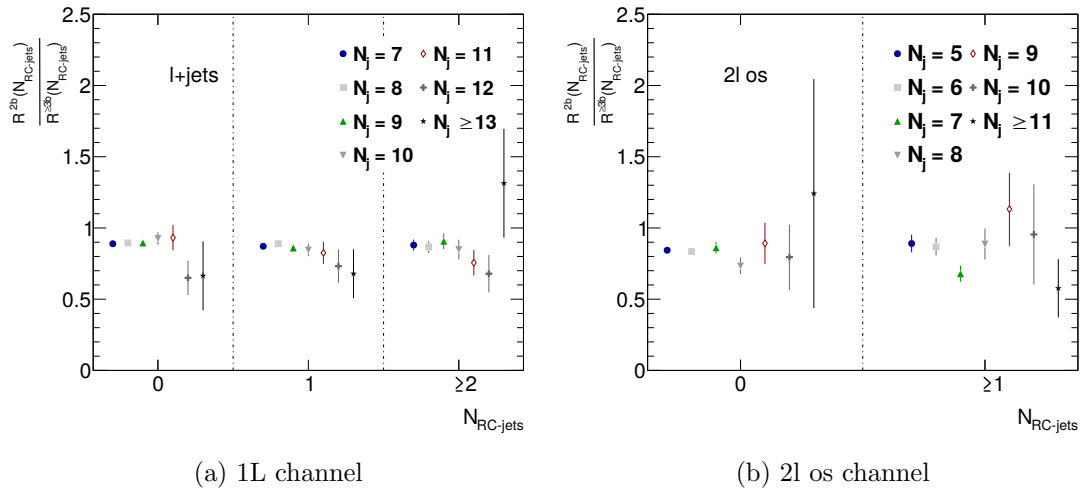 R^2b(N_RC-jets)
R^≥3b(N_RC-jets)
2.5
2
1.5
1
0.5
0
l+jets
N_j = 7
N_j = 11
N_j = 8
N_j = 12
N_j = 9
N_j ≥13
N_j = 10
0
1
≥2
N_RC-jets
(a) 1L channel
R^2b(N_RC-jets)
R^≥3b(N_RC-jets)
2.5
2
1.5
1
0.5
0
2l os
N_j = 5
N_j = 9
N_j = 6
N_j = 10
N_j = 7
N_j ≥11
N_j = 8
0
≥1
N_RC-jets
(b) 2l os channel